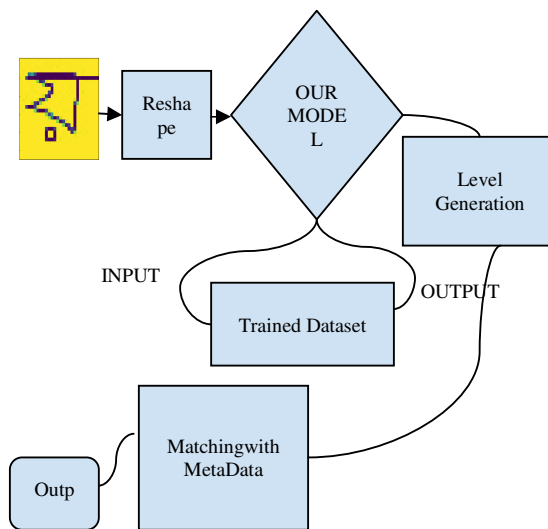 য়
Resha
pe
OUR
MODE
L
Level
Generation
INPUT
OUTPUT
Trained Dataset
Matchingwith
MetaData
Outp